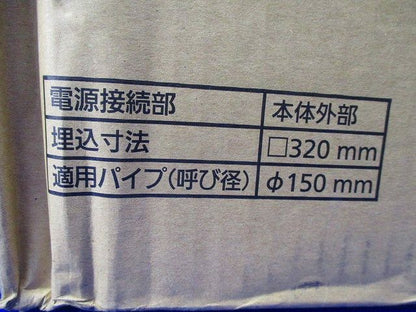 電源接続部 本体外部
埋込寸法 □320 mm
適用パイプ(呼び径) φ150 mm